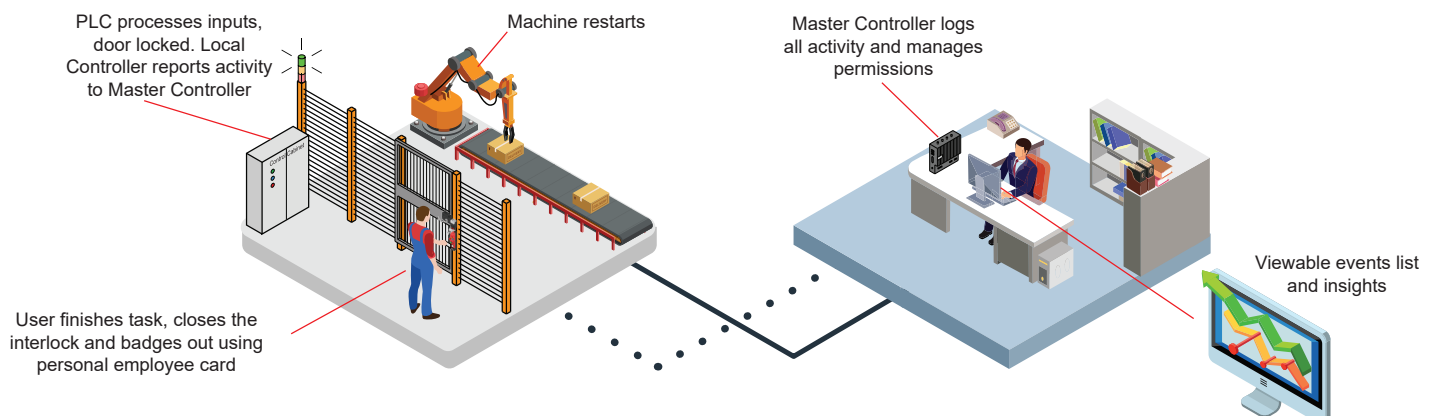 PLC processes inputs,
door locked. Local
Controller reports activity
to Master Controller
Machine restarts
Master Controller logs
all activity and manages
permissions
Control Cabinet
Viewable events list
and insights
User finishes task, closes the
interlock and badges out using
personal employee card